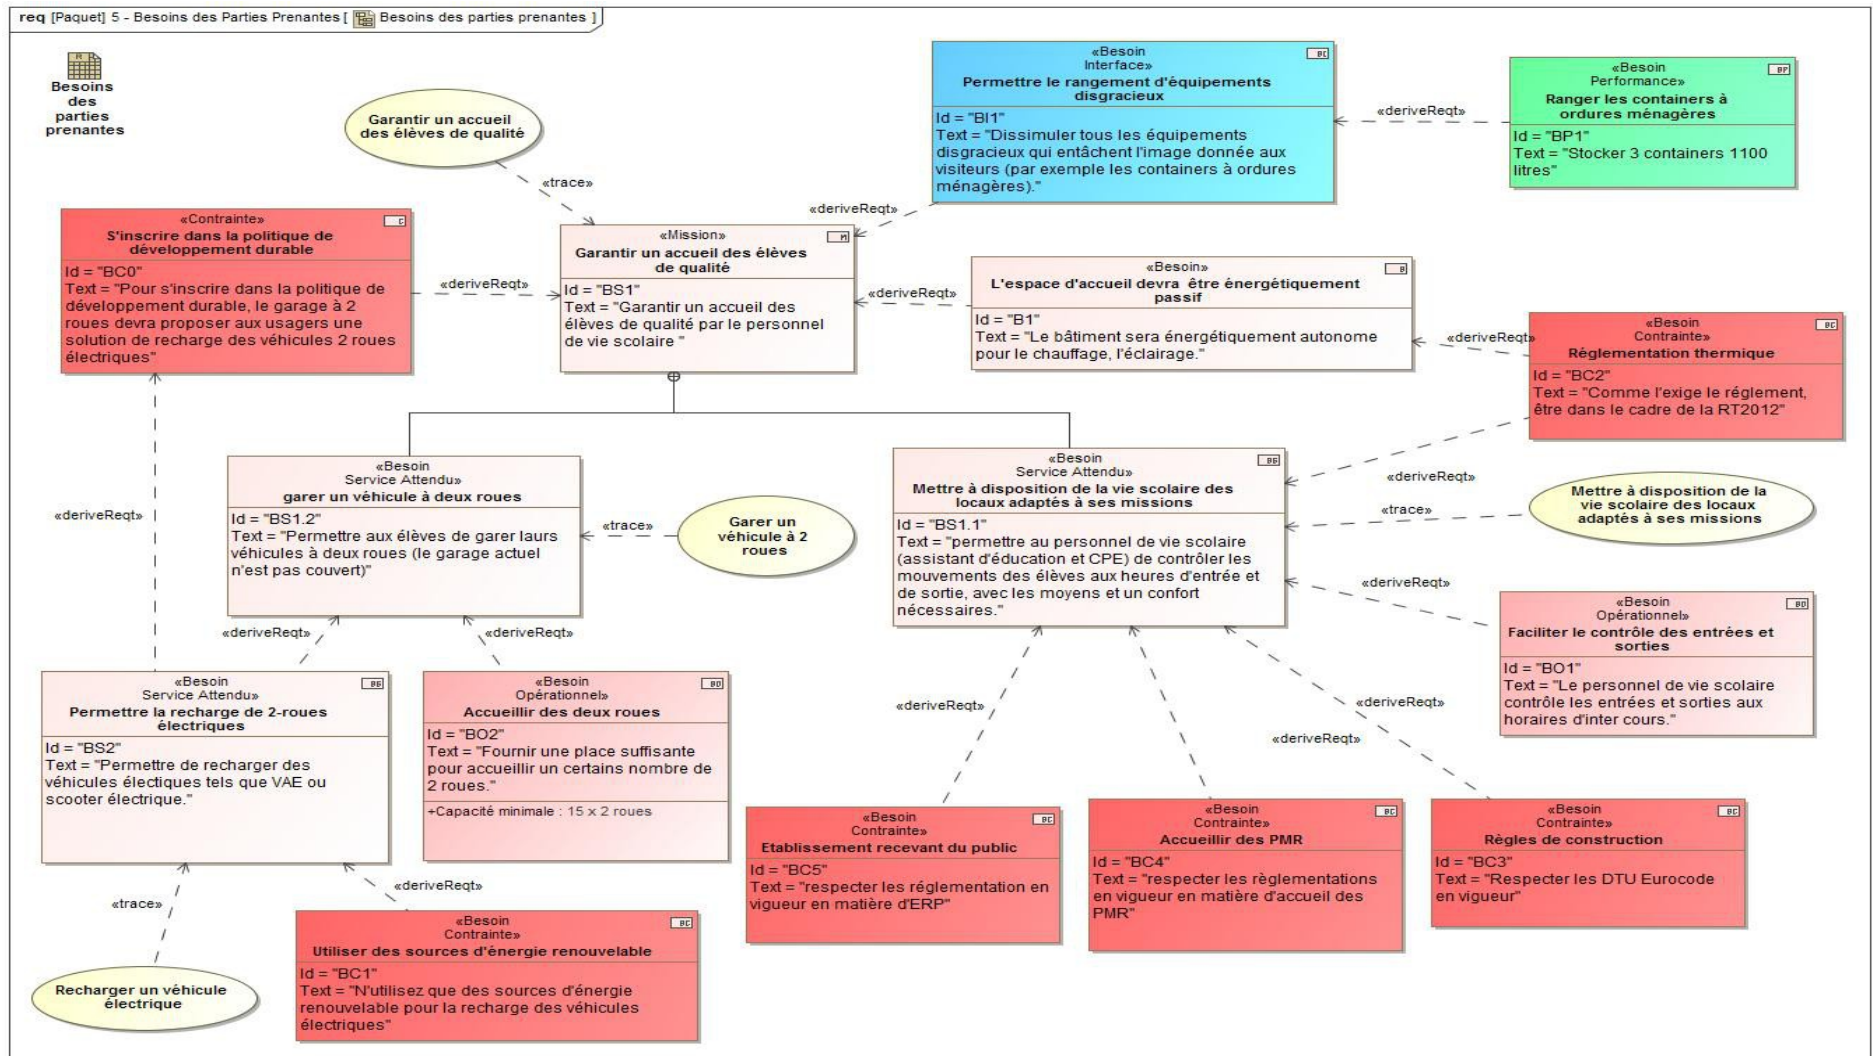 req [Paquet] 5 - Besoins des Parties Prenantes [ Besoins des parties prenantes ]
Besoins
des
parties
prenantes
Garantir un accueil
des élèves de qualité
«trace»
«Besoin
Interface»
Permettre le rangement d'équipements
disgracieux
BC
Id = "BI1"
Text = "Dissimuler tous les équipements
disgracieux qui entâchent l'image donnée aux
visiteurs (par exemple les containers à ordures
ménagères)."
«deriveReqt»
«Besoin
Performance»
Ranger les containers à
ordures ménagères
BP
Id = "BP1"
Text = "Stocker 3 containers 1100
litres"
«deriveReqt»
«Contrainte»
S'inscrire dans la politique de
développement durable
C
Id = "BC0"
Text = "Pour s'inscrire dans la politique de
développement durable, le garage à 2
roues devra proposer aux usagers une
solution de recharge des véhicules 2 roues
électriques"
«deriveReqt»
«Mission»
Garantir un accueil des élèves
de qualité
M
Id = "BS1"
Text = "Garantir un accueil des
élèves de qualité par le personnel
de vie scolaire "
«deriveReqt»
«Besoin»
L'espace d'accueil devra être énergétiquement
passif
B
Id = "B1"
Text = "Le bâtiment sera énergétiquement autonome
pour le chauffage, l'éclairage."
«deriveReqt»
«Besoin
Contrainte»
Réglementation thermique
BC
Id = "BC2"
Text = "Comme l'exige le réglement,
être dans le cadre de la RT2012"
«deriveReqt»
«Besoin
Service Attendu»
garer un véhicule à deux roues
Id = "BS1.2"
Text = "Permettre aux élèves de garer laurs
véhicules à deux roues (le garage actuel
n'est pas couvert)"
«trace»
Garer un
véhicule à 2
roues
«Besoin
Service Attendu»
Mettre à disposition de la vie scolaire des
locaux adaptés à ses missions
Id = "BS1.1"
Text = "permettre au personnel de vie scolaire
(assistant d'éducation et CPE) de contrôler les
mouvements des élèves aux heures d'entrée et
de sortie, avec les moyens et un confort
nécessaires."
«trace»
Mettre à disposition de la
vie scolaire des locaux
adaptés à ses missions
«deriveReqt»
«deriveReqt»
«Besoin
Opérationnel»
Faciliter le contrôle des entrées et
sorties
BO
Id = "BO1"
Text = "Le personnel de vie scolaire
contrôle les entrées et sorties aux
horaires d'inter cours."
«deriveReqt»
«deriveReqt»
«Besoin
Service Attendu»
Permettre la recharge de 2-roues
électriques
Id = "BS2"
Text = "Permettre de recharger des
véhicules électiques tels que VAE ou
scooter électrique."
«Besoin
Opérationnel»
Accueillir des deux roues
BO
Id = "BO2"
Text = "Fournir une place suffisante
pour accueillir un certains nombre de
2 roues."
+Capacité minimale : 15 x 2 roues
«deriveReqt»
«deriveReqt»
«deriveReqt»
«Besoin
Contrainte»
Etablissement recevant du public
BC
Id = "BC5"
Text = "respecter les réglementation en
vigueur en matière d'ERP"
«Besoin
Contrainte»
Accueillir des PMR
BC
Id = "BC4"
Text = "respecter les règlementations
en vigueur en matière d'accueil des
PMR"
«Besoin
Contrainte»
Règles de construction
BC
Id = "BC3"
Text = "Respecter les DTU Eurocode
en vigueur"
«trace»
«deriveReqt»
Recharger un véhicule
électrique
«Besoin
Contrainte»
Utiliser des sources d'énergie renouvelable
BC
Id = "BC1"
Text = "N'utilisez que des sources d'énergie
renouvelable pour la recharge des véhicules
électriques"